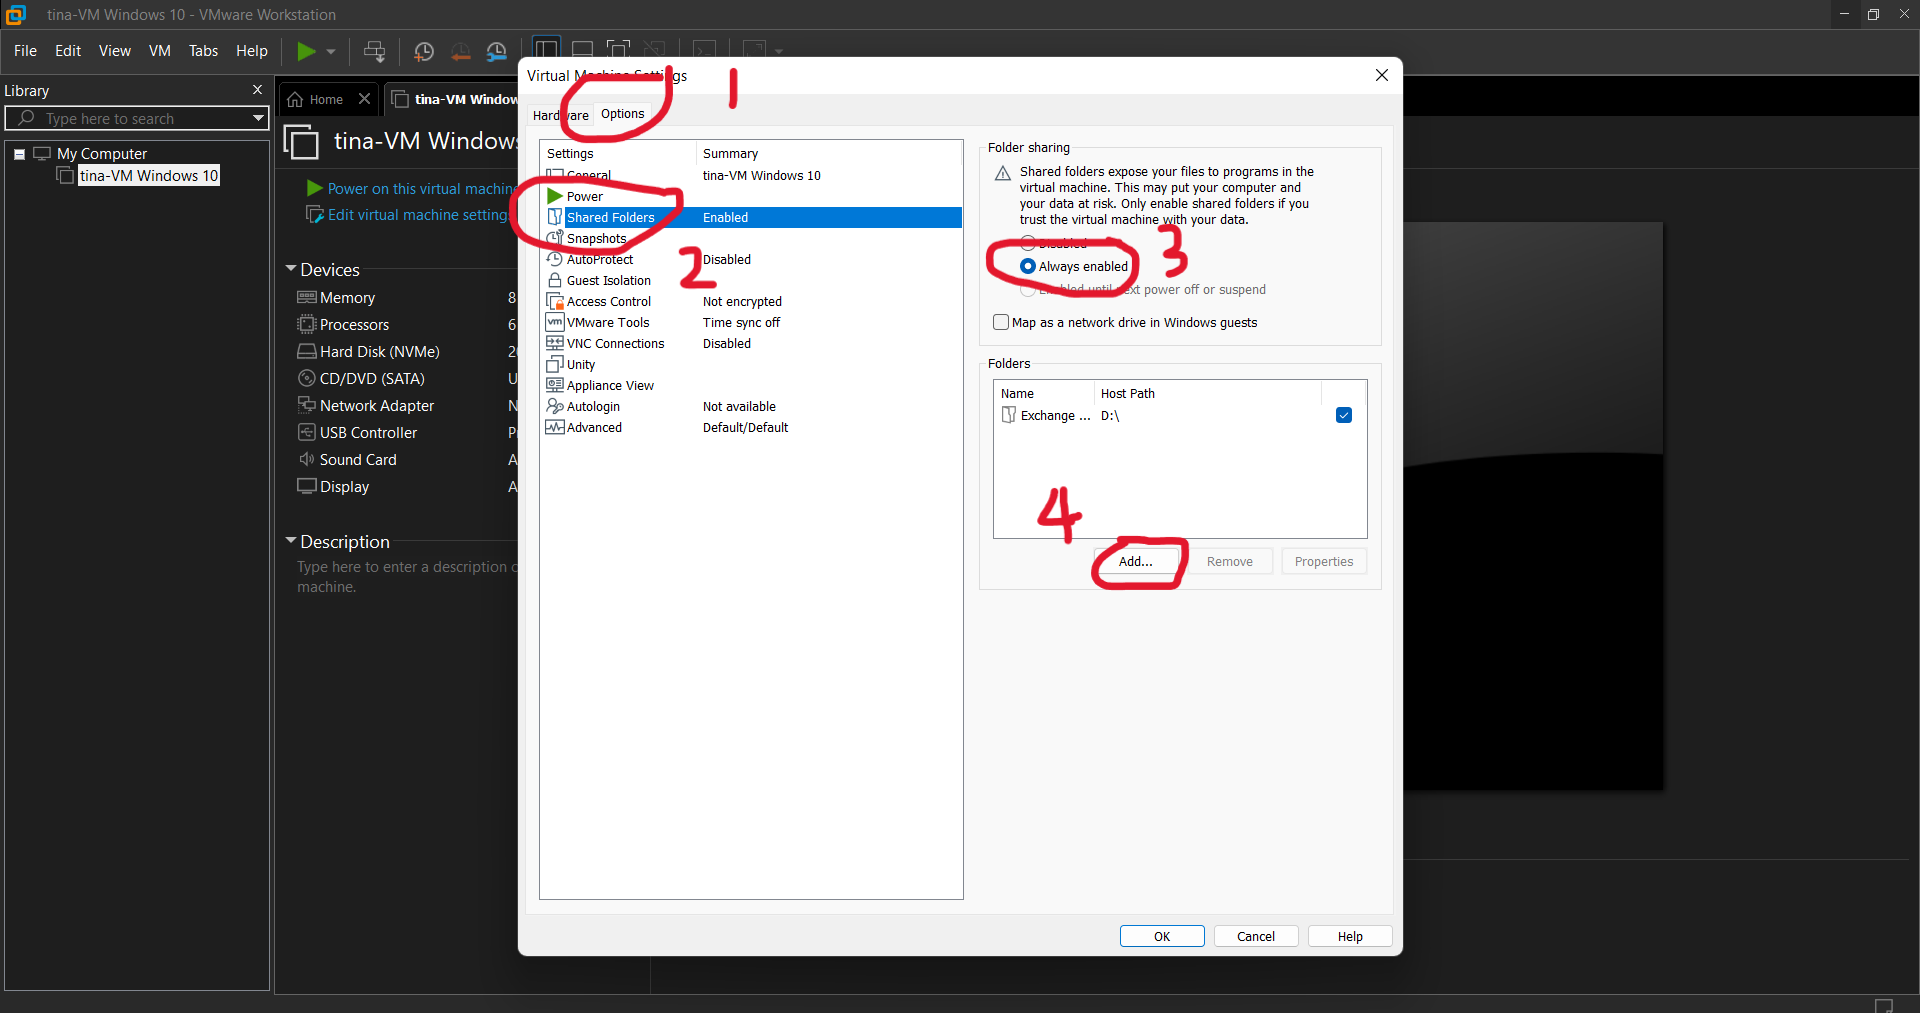 tina-VM Windows 10 - VMware Workstation
File Edit View VM Tabs Help
Library
Type here to search
My Computer
tina-VM Windows 10
Home
tina-VM Window
tina-VM Windows
Power on this virtual machine
Edit virtual machine settings
Devices
Memory 8
Processors 6
Hard Disk (NVMe) 20
CD/DVD (SATA) U
Network Adapter N
USB Controller P
Sound Card A
Display A
Description
Type here to enter a description o
machine.
Virtual Machine Settings
1
Hardware Options
Settings Summary
General tina-VM Windows 10
Power
Shared Folders Enabled
Snapshots
AutoProtect Disabled
Guest Isolation
Access Control Not encrypted
VMware Tools Time sync off
VNC Connections Disabled
Unity
Appliance View
Autologin Not available
Advanced Default/Default
2
Folder sharing
Shared folders expose your files to programs in the
virtual machine. This may put your computer and
your data at risk. Only enable shared folders if you
trust the virtual machine with your data.
Disabled
Always enabled
3
Enabled until next power off or suspend
Map as a network drive in Windows guests
Folders
Name Host Path
Exchange ... D:\
4
Add... Remove Properties
OK Cancel Help